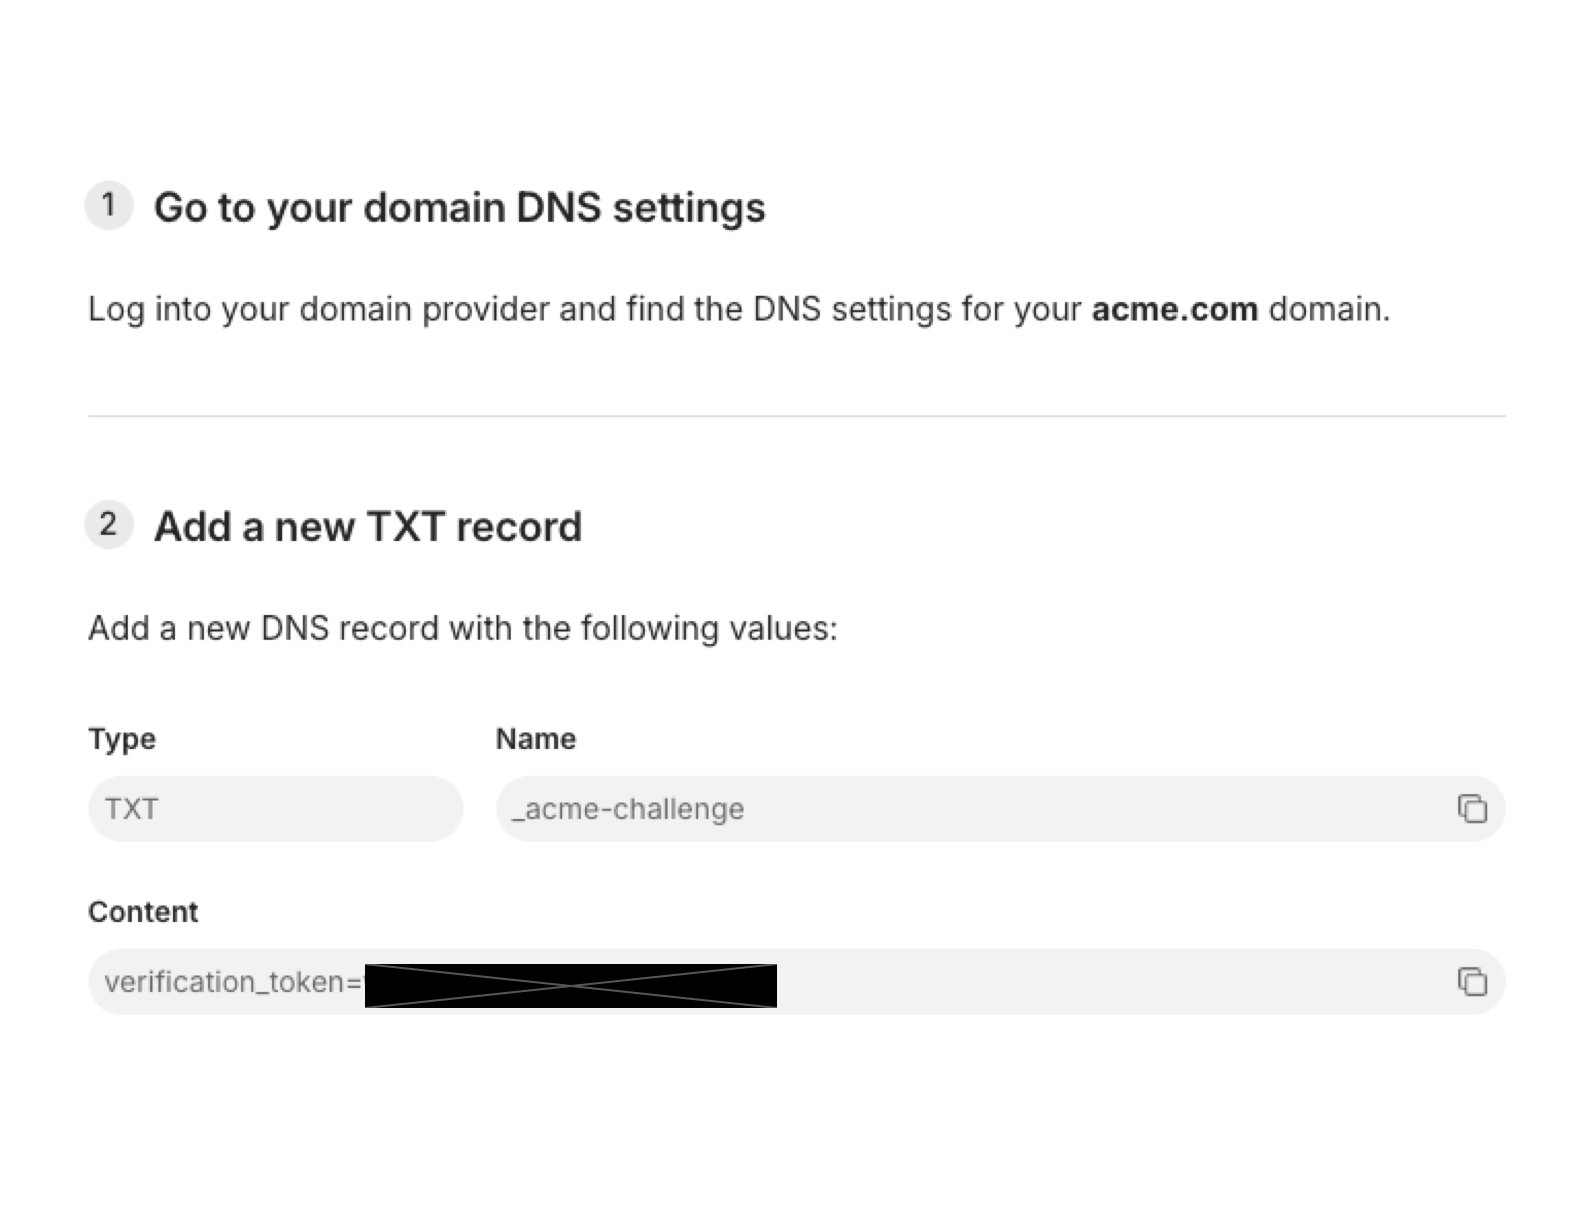 1 Go to your domain DNS settings
Log into your domain provider and find the DNS settings for your acme.com domain.
2 Add a new TXT record
Add a new DNS record with the following values:
Type Name
TXT _acme-challenge
Content
verification_token=